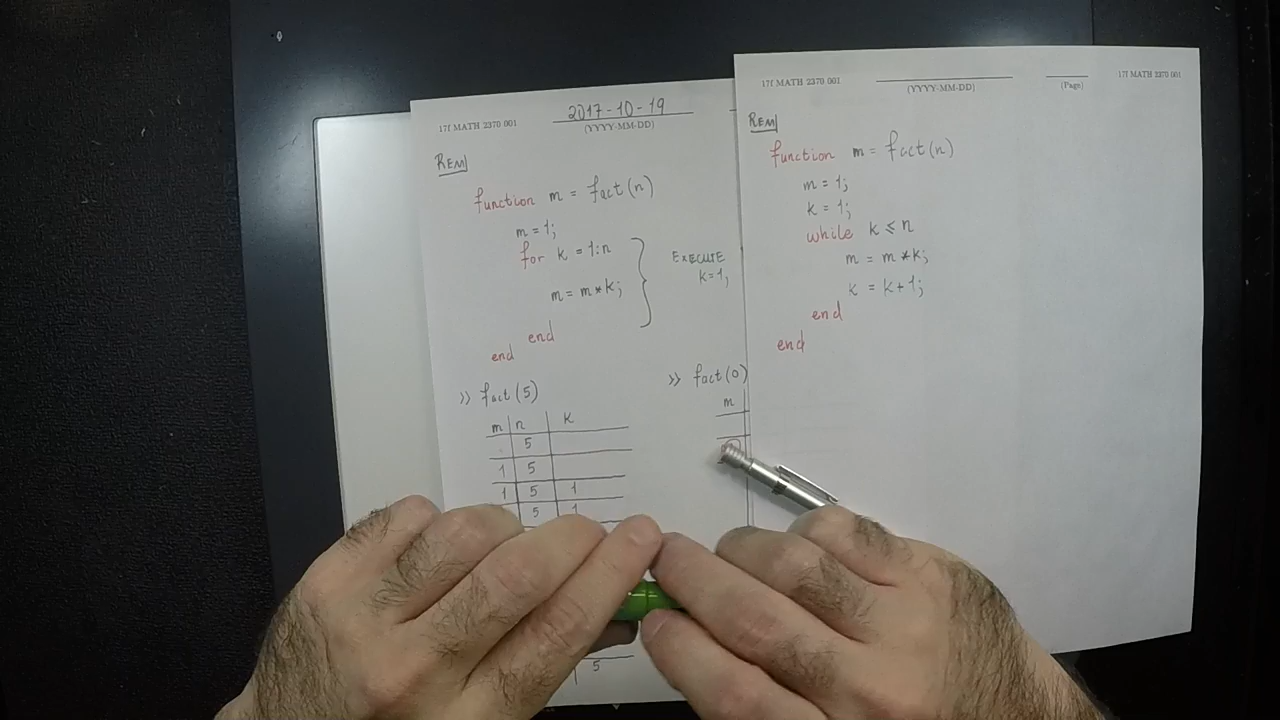 2017-10-19
17f MATH 2370 001
(YYYY-MM-DD)
REM
function m = fact(n)
m = 1;
for k = 1:n
m = m*k;
end
end
EXECUTE
k=1,
>> fact(5)
m n k
5
1 5
1 5 1
5 1
5
>> fact(0)
m
17f MATH 2370 001
(YYYY-MM-DD)
(Page)
17f MATH 2370 001
REM
function m = fact(n)
m = 1;
k = 1;
while k ≤ n
m = m*k;
k = k+1;
end
end